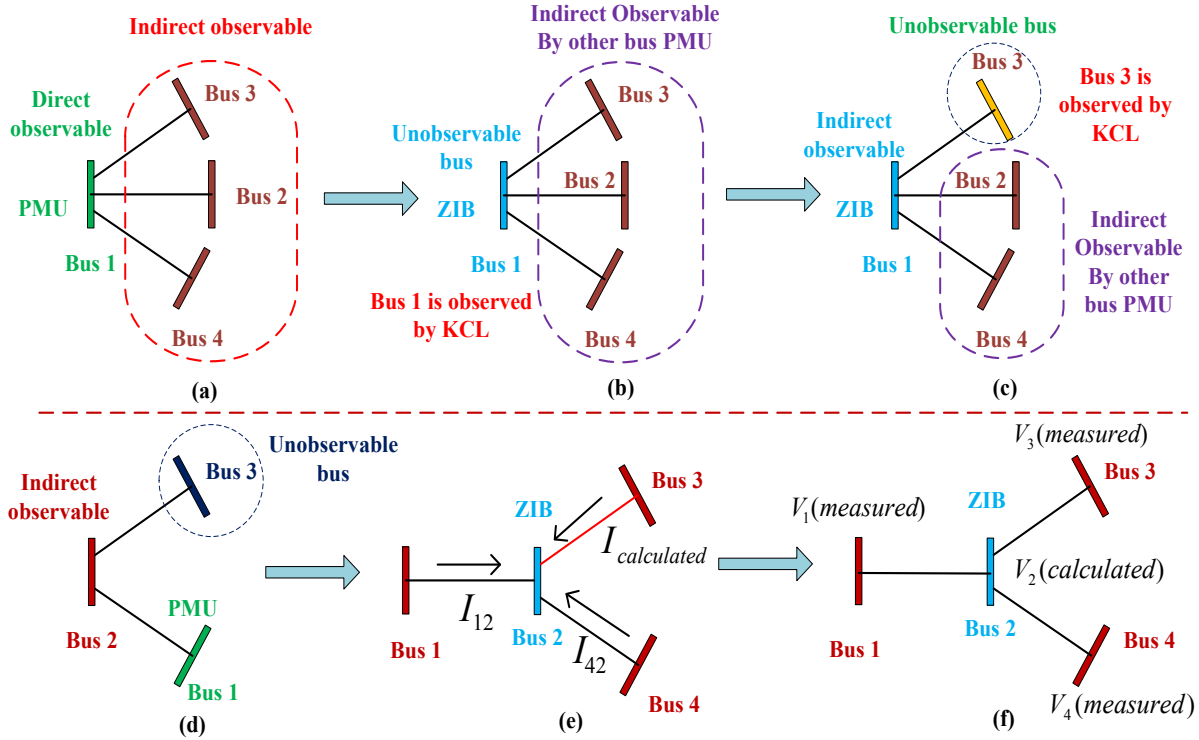 Indirect observable
Direct
observable
Bus 3
Bus 2
PMU
Bus 1
Bus 4
(a)
Indirect Observable
By other bus PMU
Bus 3
Unobservable
bus
Bus 2
ZIB
Bus 1
Bus 1 is observed
by KCL
Bus 4
(b)
Unobservable bus
Bus 3
Bus 3 is
observed by
KCL
Indirect
observable
Bus 2
ZIB
Bus 1
Indirect
Observable
By other
bus PMU
Bus 4
(c)
Bus 3
Unobservable
bus
Indirect
observable
PMU
Bus 2
Bus 1
(d)
Bus 3
ZIB
I_calculated
I_12
Bus 1
Bus 2
I_42
Bus 4
(e)
V_3(measured)
Bus 3
V_1(measured)
ZIB
V_2(calculated)
Bus 2
Bus 1
Bus 4
V_4(measured)
(f)